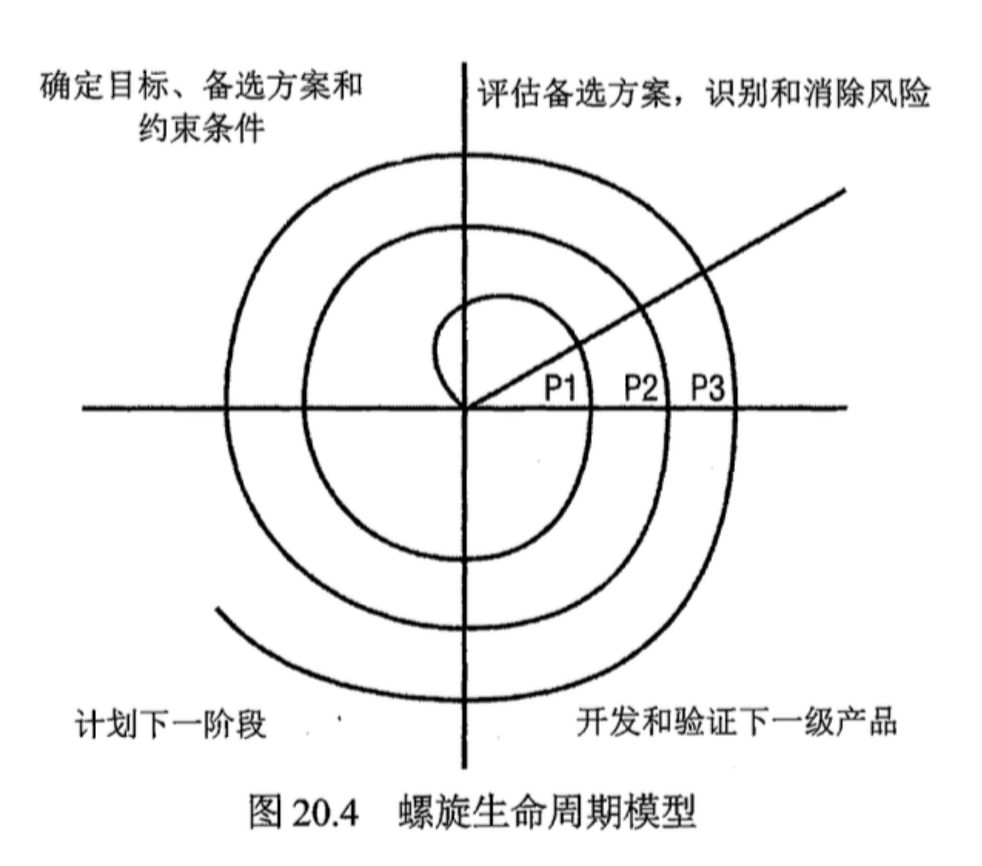 确定目标、备选方案和
约束条件
评估备选方案，识别和消除风险
P1 P2 P3
计划下一阶段
开发和验证下一级产品
图 20.4 螺旋生命周期模型